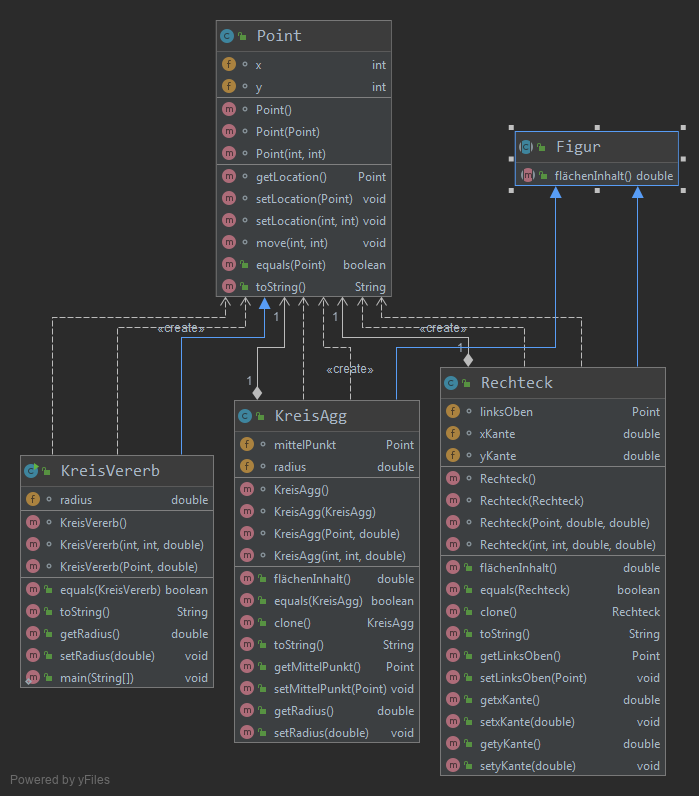 Point
x int
y int
Point()
Point(Point)
Point(int, int)
getLocation() Point
setLocation(Point) void
setLocation(int, int) void
move(int, int) void
equals(Point) boolean
toString() String
Figur
flächenInhalt() double
«create»
1
1
«create»
1
«create»
1
KreisVererb
radius double
KreisVererb()
KreisVererb(int, int, double)
KreisVererb(Point, double)
equals(KreisVererb) boolean
toString() String
getRadius() double
setRadius(double) void
main(String[]) void
KreisAgg
mittelPunkt Point
radius double
KreisAgg()
KreisAgg(KreisAgg)
KreisAgg(Point, double)
KreisAgg(int, int, double)
flächenInhalt() double
equals(KreisAgg) boolean
clone() KreisAgg
toString() String
getMittelPunkt() Point
setMittelPunkt(Point) void
getRadius() double
setRadius(double) void
Rechteck
linksOben Point
xKante double
yKante double
Rechteck()
Rechteck(Rechteck)
Rechteck(Point, double, double)
Rechteck(int, int, double, double)
flächenInhalt() double
equals(Rechteck) boolean
clone() Rechteck
toString() String
getLinksOben() Point
setLinksOben(Point) void
getxKante() double
setxKante(double) void
getyKante() double
setyKante(double) void
Powered by yFiles